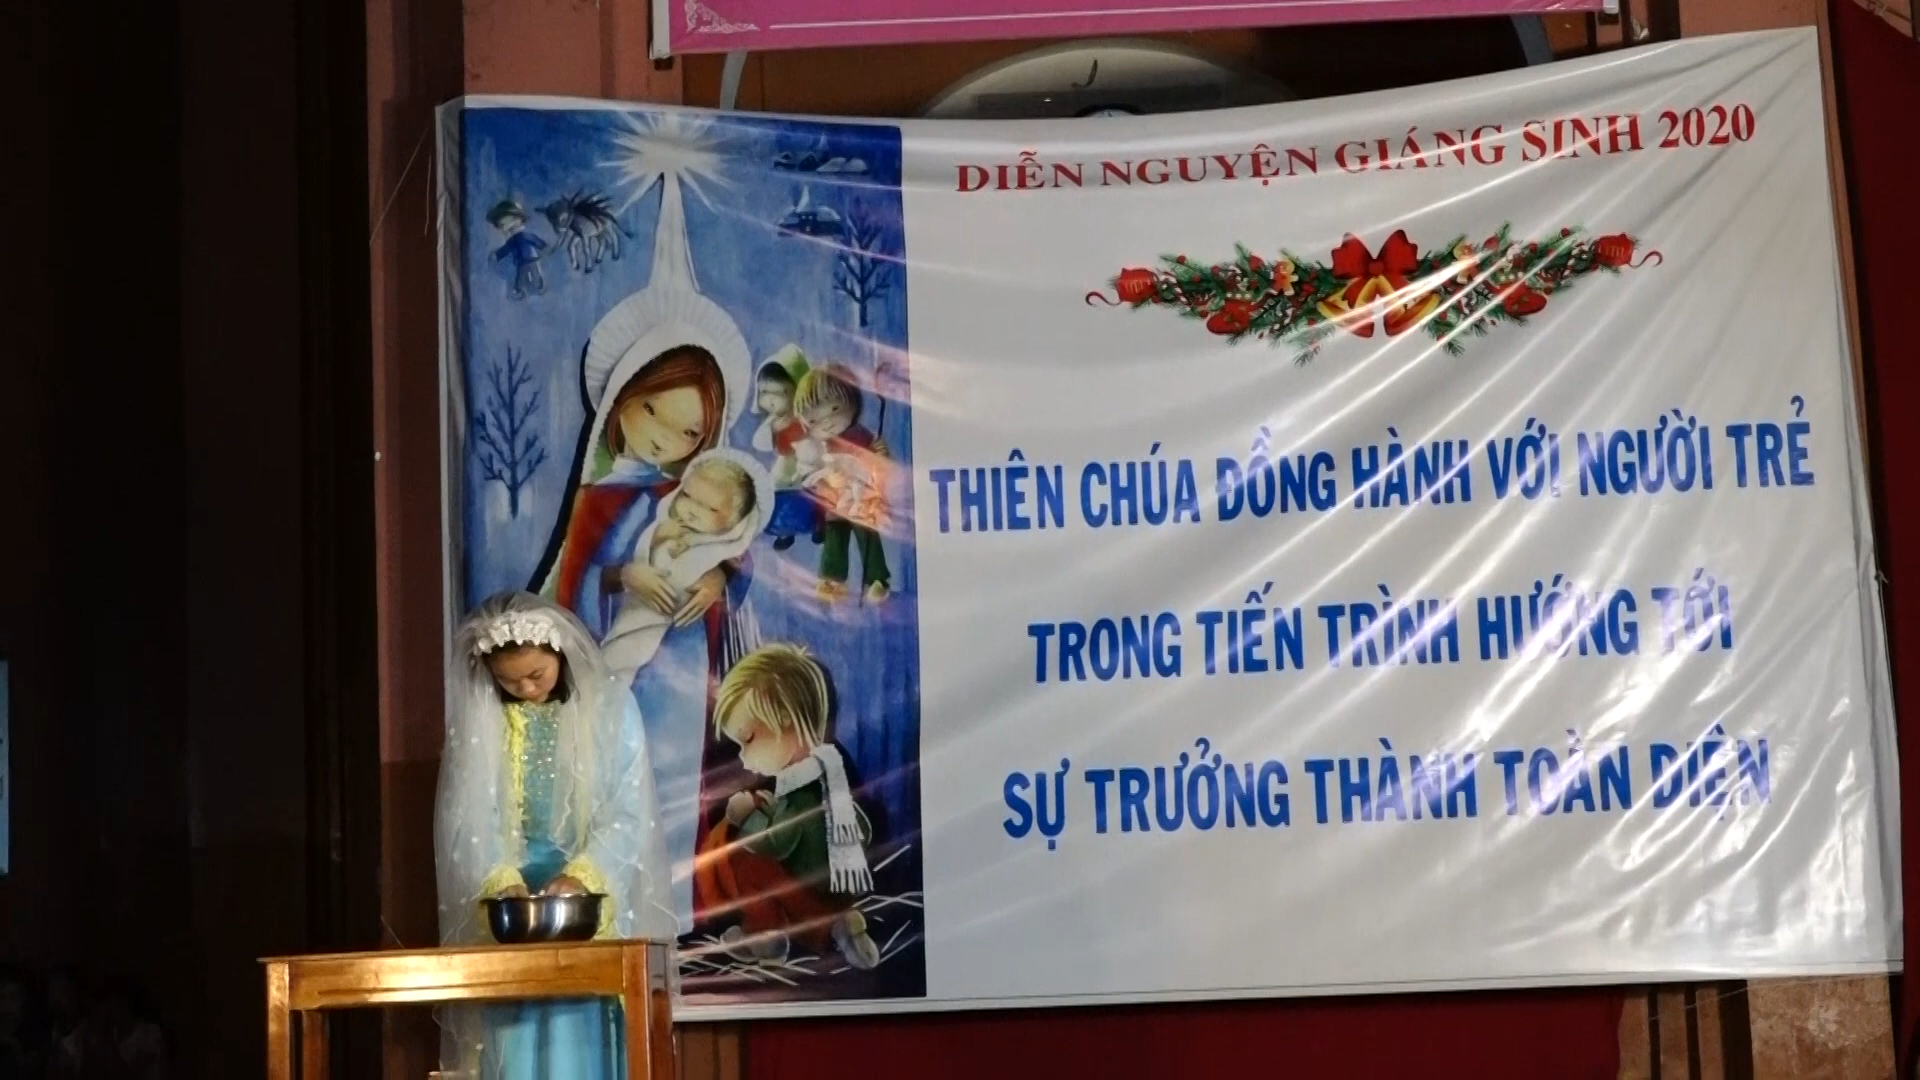 DIỄN NGUYỆN GIÁNG SINH 2020
THIÊN CHÚA ĐỒNG HÀNH VỚI NGƯỜI TRẺ
TRONG TIẾN TRÌNH HƯỚNG TỚI
SỰ TRƯỞNG THÀNH TOÀN DIỆN